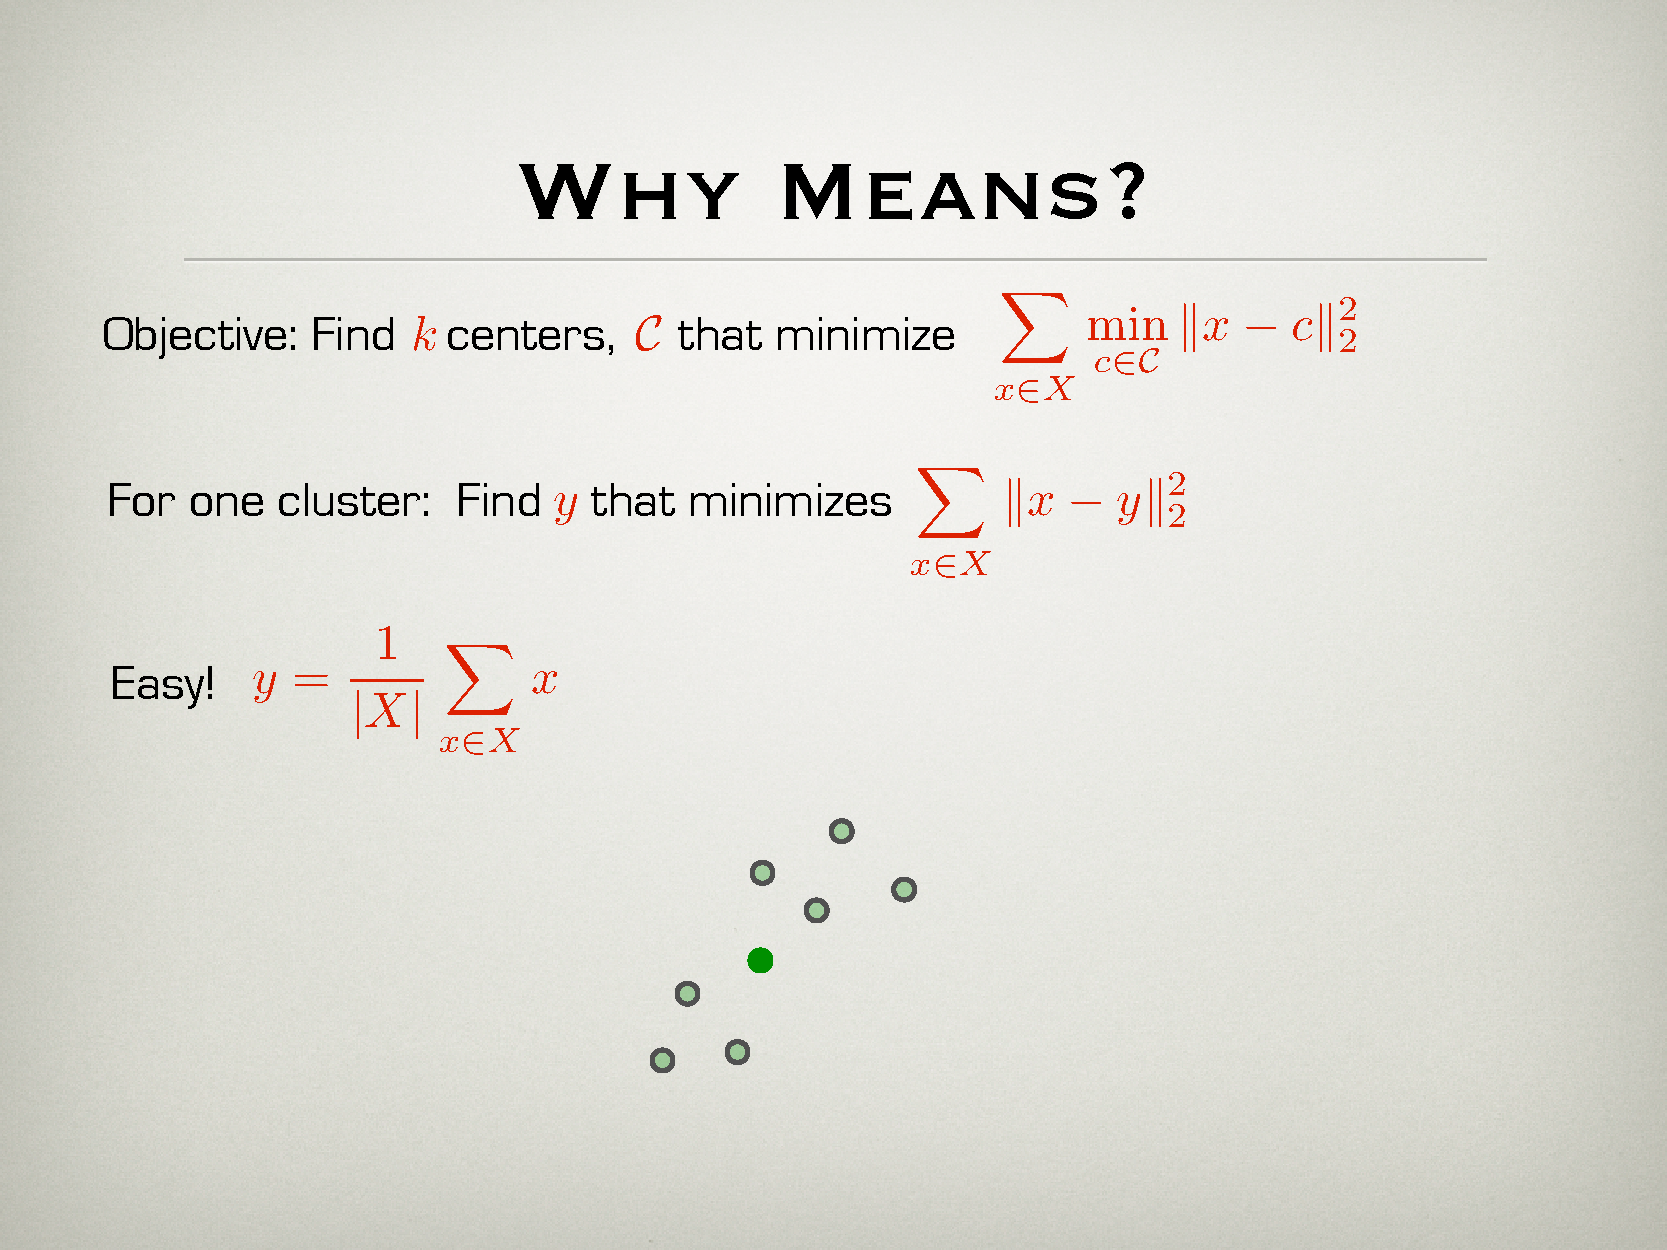 WHY MEANS?
Objective: Find k centers, 𝒞 that minimize ∑_{x∈X} min_{c∈𝒞} ‖x − c‖₂²
For one cluster: Find y that minimizes ∑_{x∈X} ‖x − y‖₂²
Easy! y = 1/|X| ∑_{x∈X} x